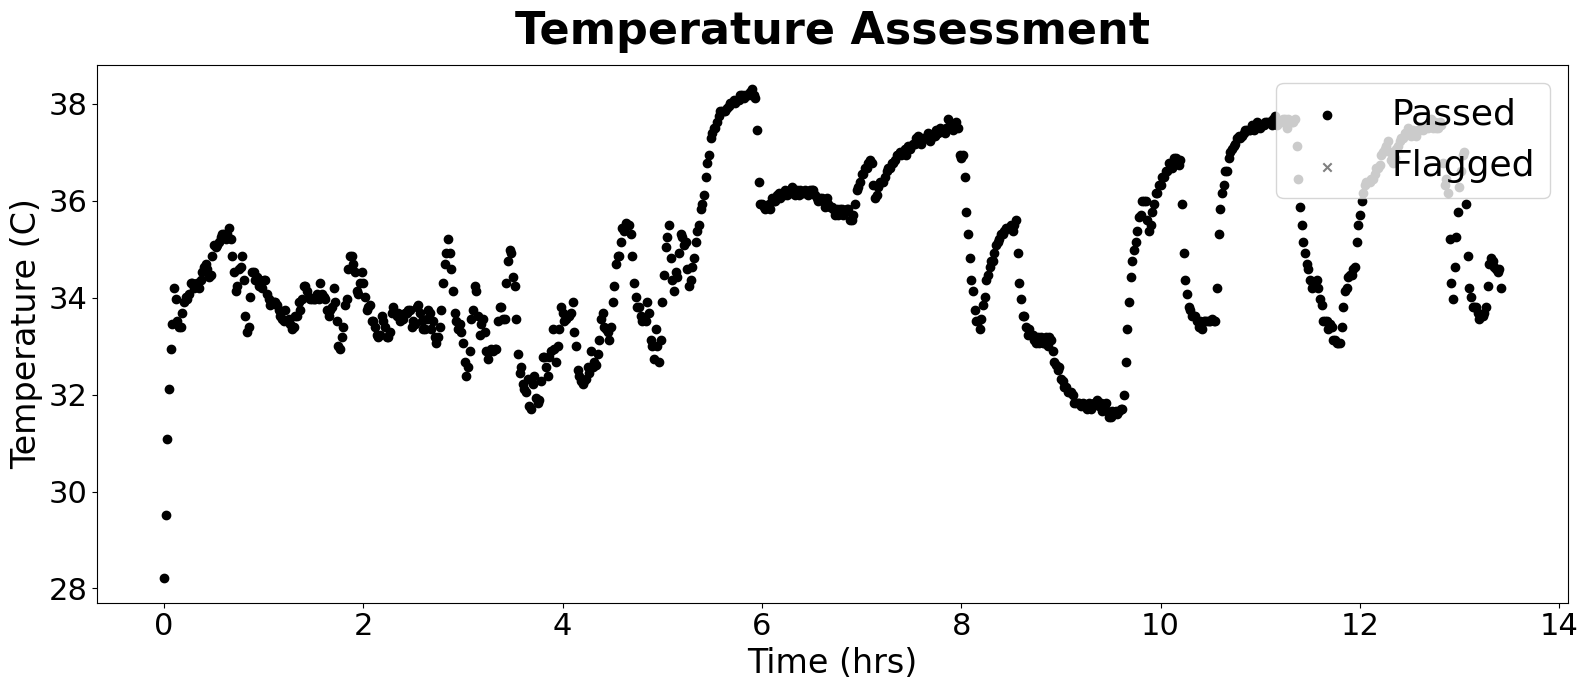 Temperature Assessment
Temperature (C)
38
36
34
32
30
28
Passed
Flagged
0 2 4 6 8 10 12 14
Time (hrs)